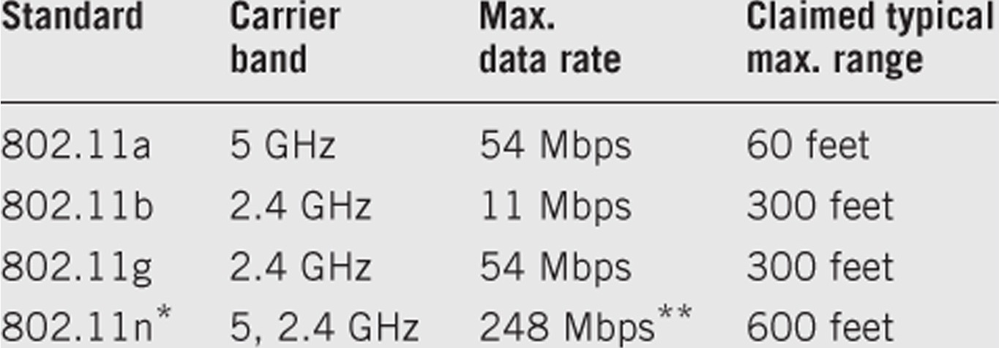 Standard Carrier band Max. data rate Claimed typical max. range
802.11a 5 GHz 54 Mbps 60 feet
802.11b 2.4 GHz 11 Mbps 300 feet
802.11g 2.4 GHz 54 Mbps 300 feet
802.11n* 5, 2.4 GHz 248 Mbps** 600 feet